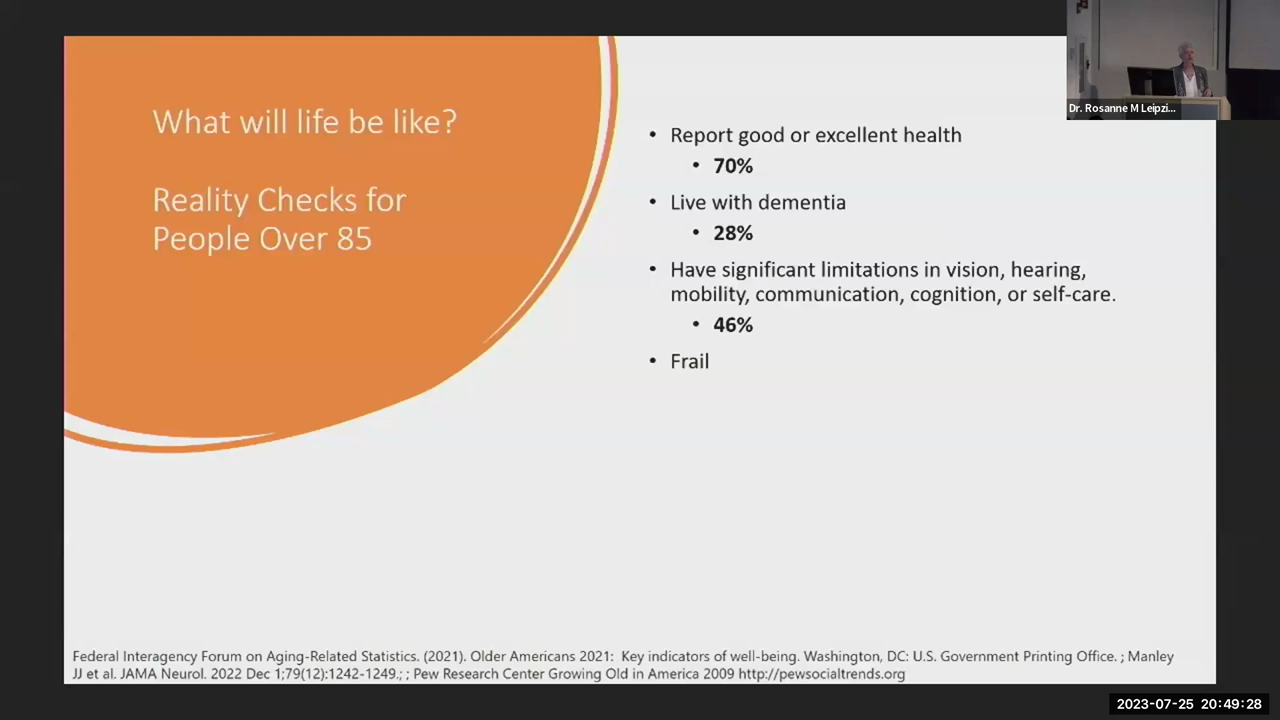 What will life be like?
Reality Checks for
People Over 85
• Report good or excellent health
• 70%
• Live with dementia
• 28%
• Have significant limitations in vision, hearing,
mobility, communication, cognition, or self-care.
• 46%
• Frail
Federal Interagency Forum on Aging-Related Statistics. (2021). Older Americans 2021:  Key indicators of well-being. Washington, DC: U.S. Government Printing Office. ; Manley
JJ et al. JAMA Neurol. 2022 Dec 1;79(12):1242-1249.; ; Pew Research Center Growing Old in America 2009 http://pewsocialtrends.org
Dr. Rosanne M Leipzi...
2023-07-25 20:49:28